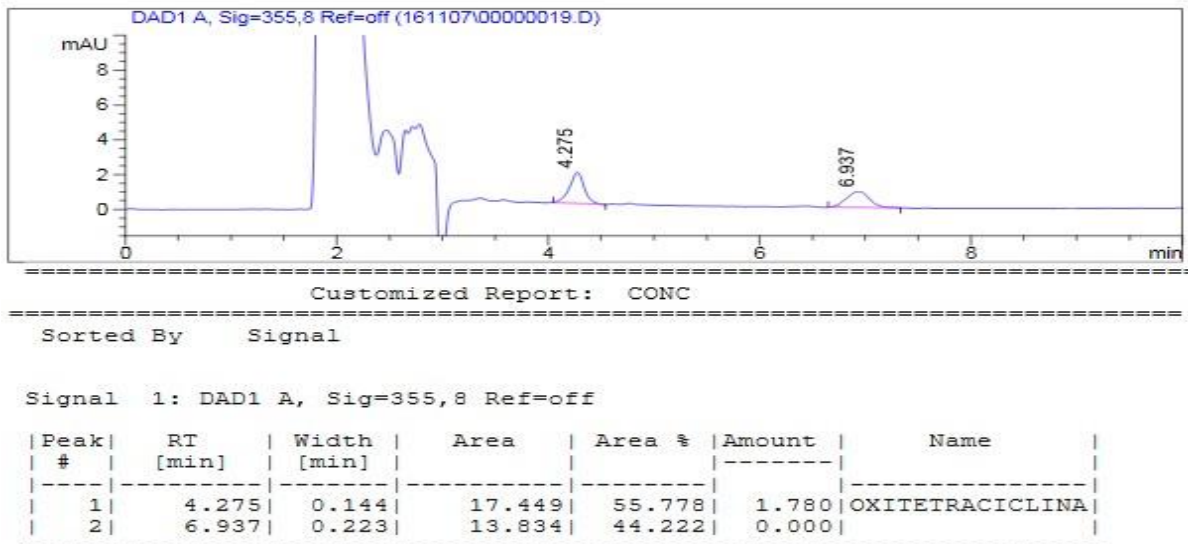 DAD1 A, Sig=355,8 Ref=off (161107\00000019.D)
mAU
8
6
4
2
0
4.275
6.937
0 2 4 6 8 min
==============================================================================
Customized Report: CONC
==============================================================================
Sorted By Signal
Signal 1: DAD1 A, Sig=355,8 Ref=off
|Peak| RT | Width | Area | Area % |Amount | Name |
| # | [min] | [min] | | |-------| |
|----|---------|-------|----------|--------| |---------------|
| 1| 4.275| 0.144| 17.449| 55.778| 1.780|OXITETRACICLINA|
| 2| 6.937| 0.223| 13.834| 44.222| 0.000| |